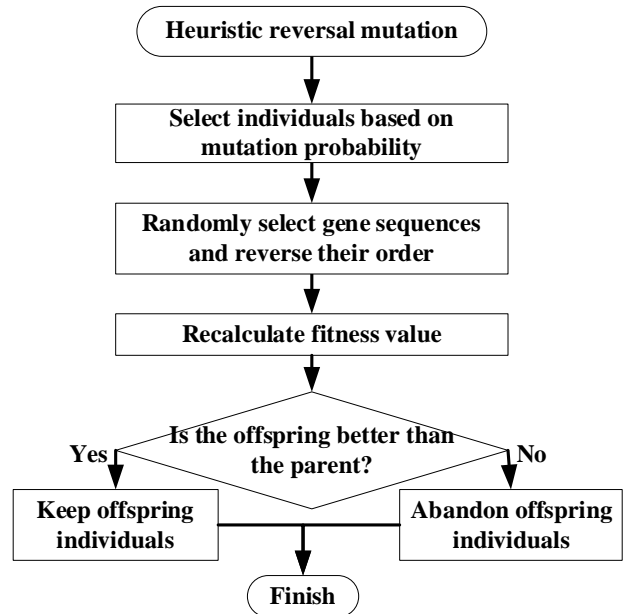 Heuristic reversal mutation
Select individuals based on
mutation probability
Randomly select gene sequences
and reverse their order
Recalculate fitness value
Is the offspring better than
the parent?
Yes
No
Keep offspring
individuals
Abandon offspring
individuals
Finish